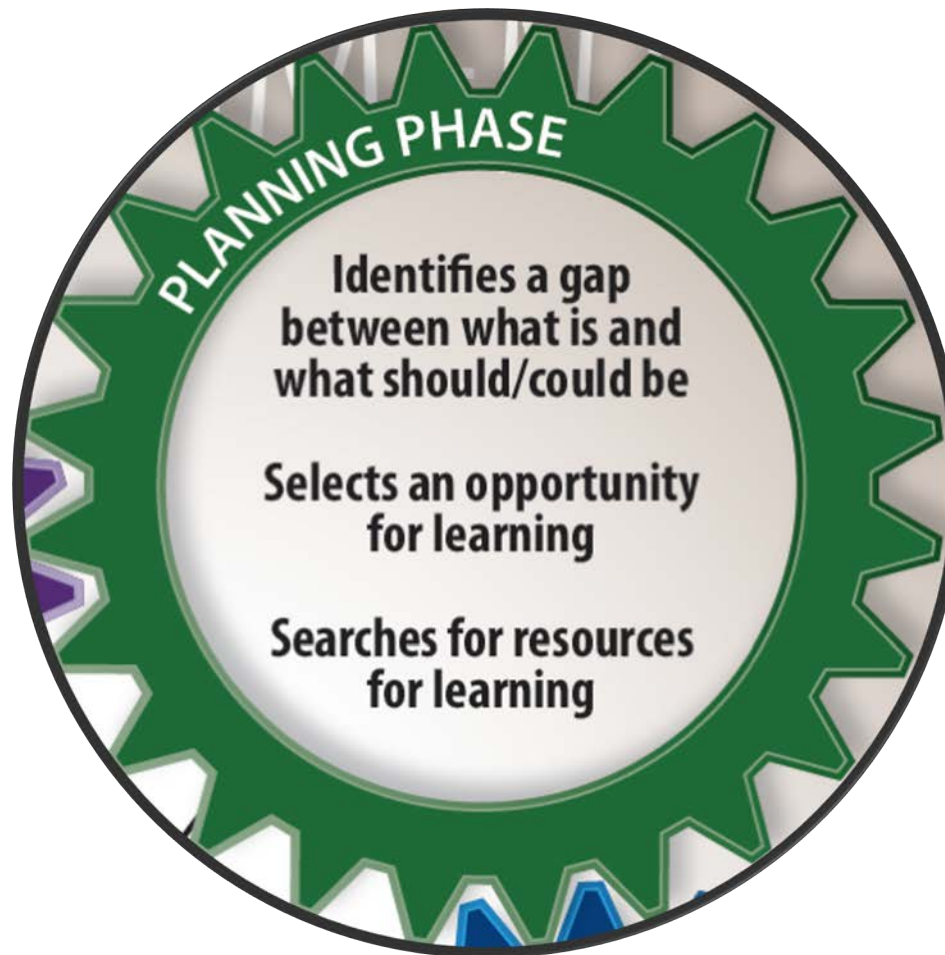 PLANNING PHASE
Identifies a gap
between what is and
what should/could be
Selects an opportunity
for learning
Searches for resources
for learning